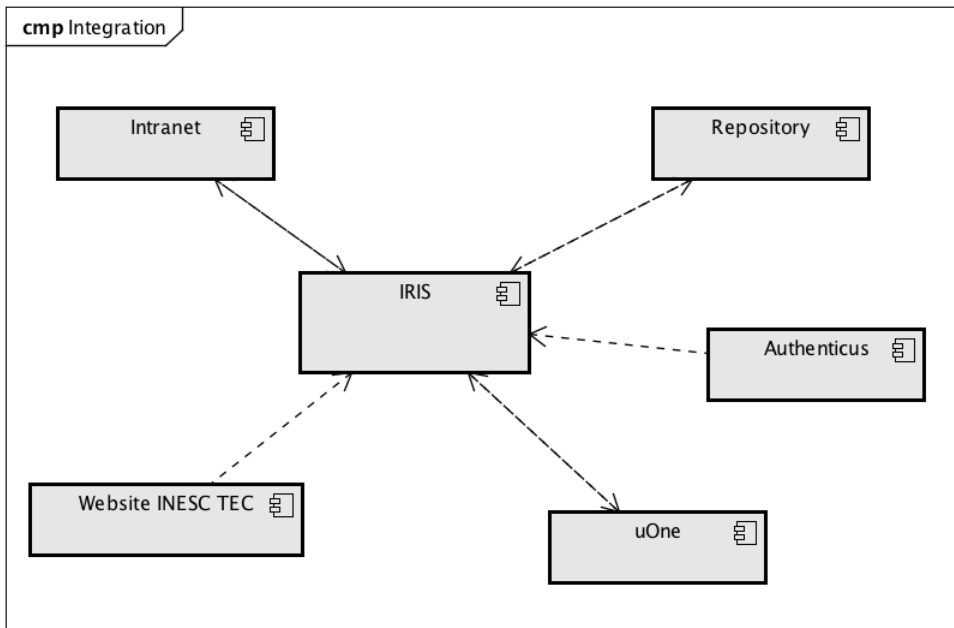 cmp Integration
Intranet
Repository
IRIS
Authenticus
Website INESC TEC
uOne